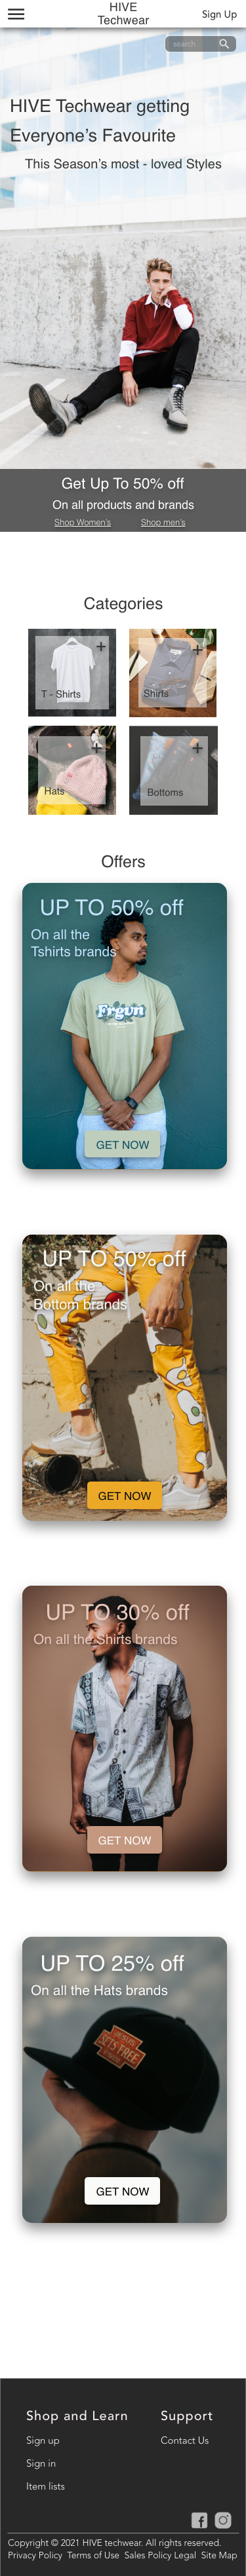 HIVE
Techwear
Sign Up
search
HIVE Techwear getting
Everyone's Favourite
This Season's most - loved Styles
Get Up To 50% off
On all products and brands
Shop Women's
Shop men's
Categories
T - Shirts
Shirts
Hats
Bottoms
Offers
UP TO 50% off
On all the
Tshirts brands
Frgvn
GET NOW
UP TO 50% off
On all the
Bottom brands
GET NOW
UP TO 30% off
On all the Shirts brands
GET NOW
UP TO 25% off
On all the Hats brands
GET NOW
Shop and Learn
Support
Sign up
Contact Us
Sign in
Item lists
Copyright © 2021 HIVE techwear. All rights reserved.
Privacy Policy Terms of Use Sales Policy Legal Site Map